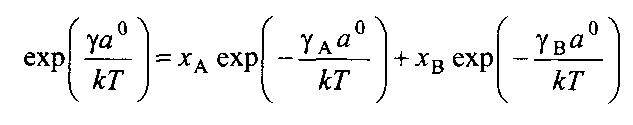 exp(γa⁰/kT) = x_A exp(−γ_A a⁰/kT) + x_B exp(−γ_B a⁰/kT)